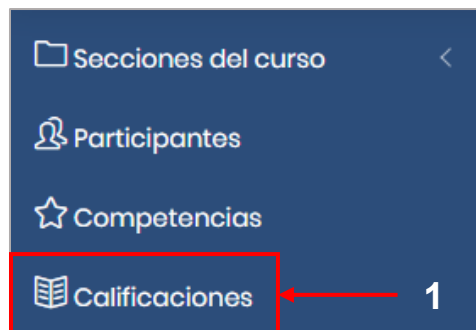 Secciones del curso
Participantes
Competencias
Calificaciones 1